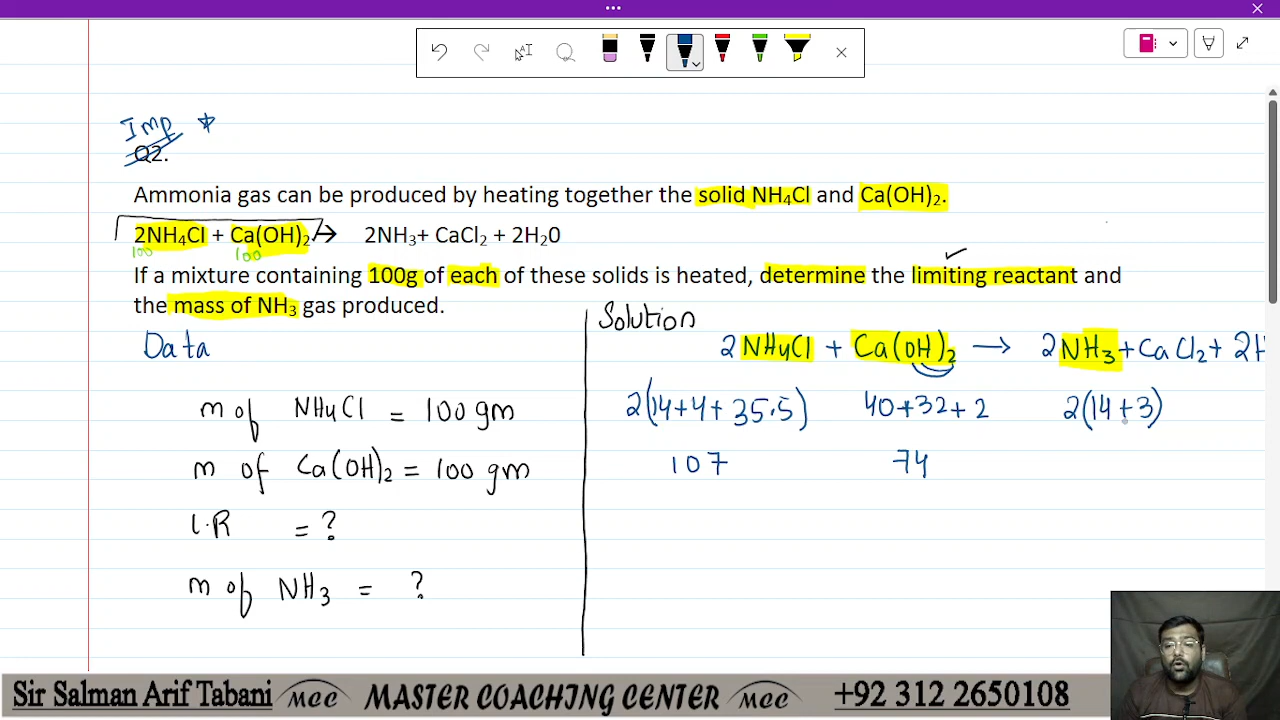 Imp *
Q2.
Ammonia gas can be produced by heating together the solid NH4Cl and Ca(OH)2.
2NH4Cl + Ca(OH)2 → 2NH3+ CaCl2 + 2H20
100 100
If a mixture containing 100g of each of these solids is heated, determine the limiting reactant and
the mass of NH3 gas produced.
Data
m of NH4Cl = 100 gm
m of Ca(OH)2 = 100 gm
L.R = ?
m of NH3 = ?
Solution
2NH4Cl + Ca(OH)2 → 2NH3+CaCl2+ 2H
2(14+4+35.5) 40+32+2 2(14+3)
107 74
Sir Salman Arif Tabani mcc MASTER COACHING CENTER mcc +92 312 2650108